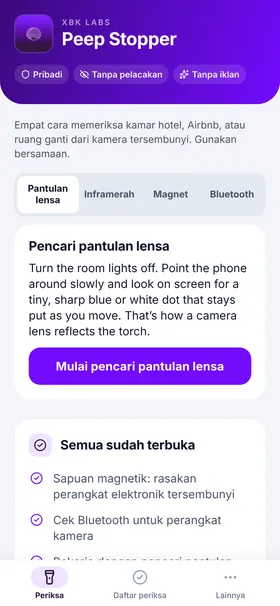 XBK LABS
Peep Stopper
Pribadi
Tanpa pelacakan
Tanpa iklan
Empat cara memeriksa kamar hotel, Airbnb, atau
ruang ganti dari kamera tersembunyi. Gunakan
bersamaan.
Pantulan
lensa
Inframerah
Magnet
Bluetooth
Pencari pantulan lensa
Turn the room lights off. Point the phone
around slowly and look on screen for a
tiny, sharp blue or white dot that stays
put as you move. That's how a camera
lens reflects the torch.
Mulai pencari pantulan lensa
Semua sudah terbuka
Sapuan magnetik: rasakan
perangkat elektronik tersembunyi
Cek Bluetooth untuk perangkat
kamera
Periksa
Daftar periksa
Lainnya